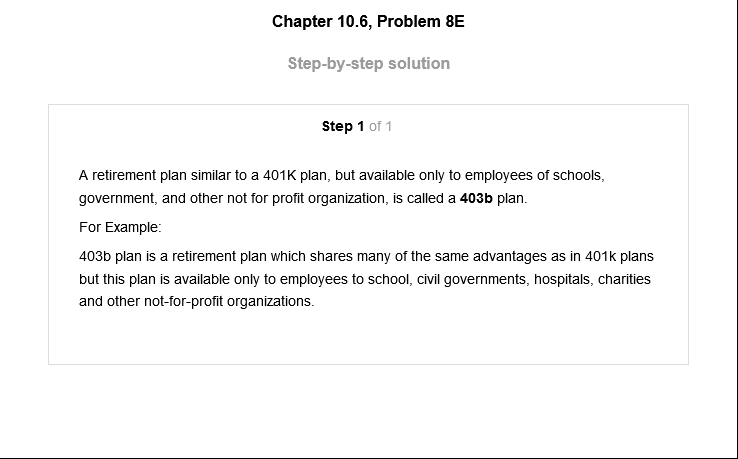 Chapter 10.6, Problem 8E
Step-by-step solution
Step 1 of 1
A retirement plan similar to a 401K plan, but available only to employees of schools,
government, and other not for profit organization, is called a 403b plan.
For Example:
403b plan is a retirement plan which shares many of the same advantages as in 401k plans
but this plan is available only to employees to school, civil governments, hospitals, charities
and other not-for-profit organizations.